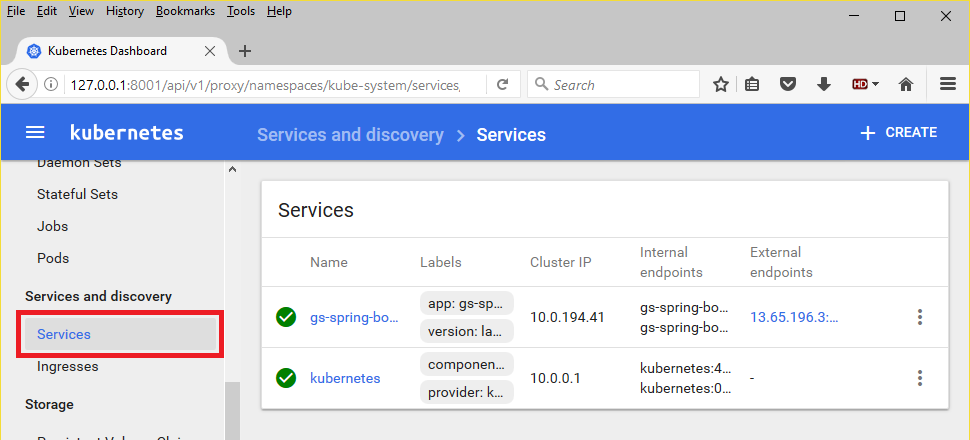 File Edit View History Bookmarks Tools Help
Kubernetes Dashboard
127.0.0.1:8001/api/v1/proxy/namespaces/kube-system/services,
Search
HD
kubernetes
Services and discovery > Services
+ CREATE
Daemon Sets
Stateful Sets
Jobs
Pods
Services and discovery
Services
Ingresses
Storage
Services
Name Labels Cluster IP Internal endpoints External endpoints
gs-spring-bo... app: gs-sp... 10.0.194.41 gs-spring-bo... 13.65.196.3:...
version: la... gs-spring-bo...
kubernetes componen... 10.0.0.1 kubernetes:4... -
provider: k... kubernetes:0...